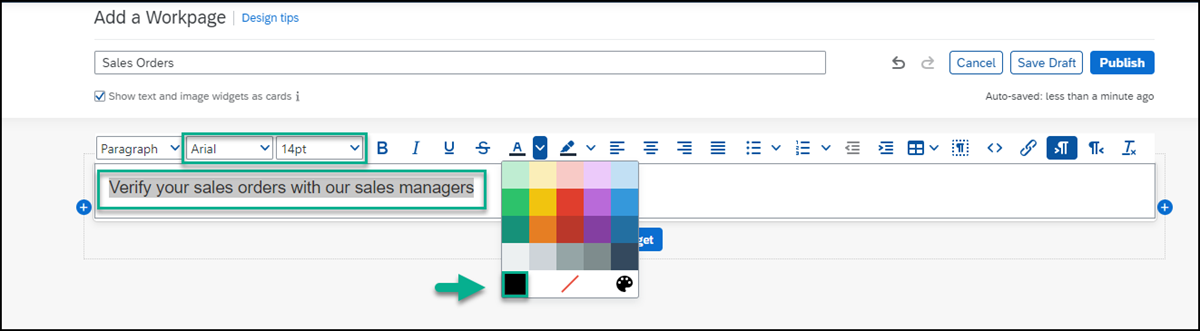 Add a Workpage
Design tips
Sales Orders
Cancel
Save Draft
Publish
Show text and image widgets as cards i
Auto-saved: less than a minute ago
Paragraph
Arial
14pt
B I U S A
Verify your sales orders with our sales managers
get